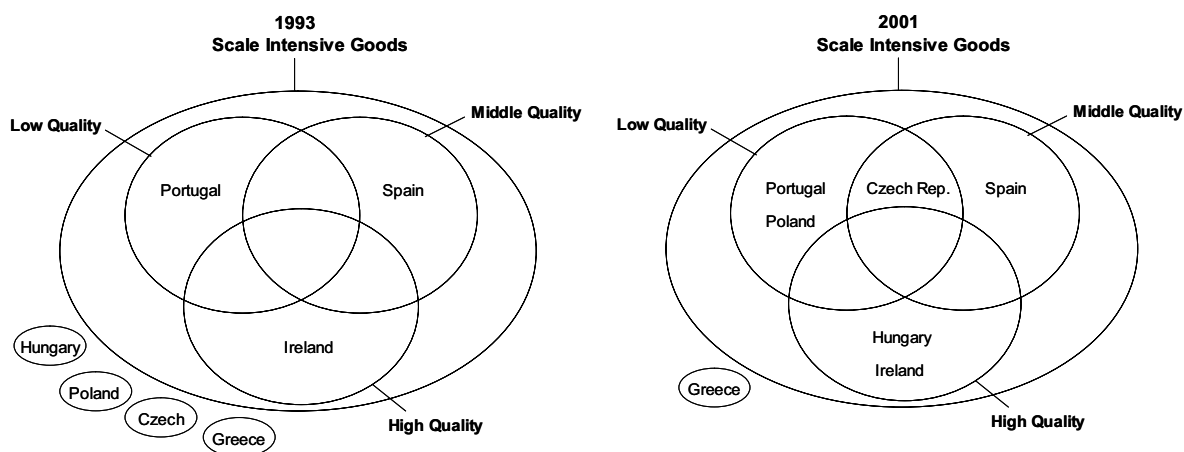 1993
Scale Intensive Goods
Low Quality
Middle Quality
Portugal
Spain
Ireland
Hungary
Poland
Czech
Greece
High Quality
2001
Scale Intensive Goods
Low Quality
Middle Quality
Portugal
Czech Rep.
Spain
Poland
Hungary
Ireland
Greece
High Quality